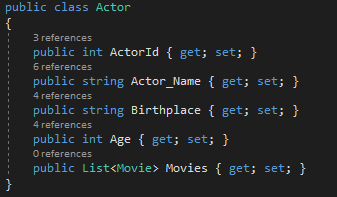 public class Actor
{
3 references
public int ActorId { get; set; }
6 references
public string Actor_Name { get; set; }
4 references
public string Birthplace { get; set; }
4 references
public int Age { get; set; }
0 references
public List<Movie> Movies { get; set; }
}